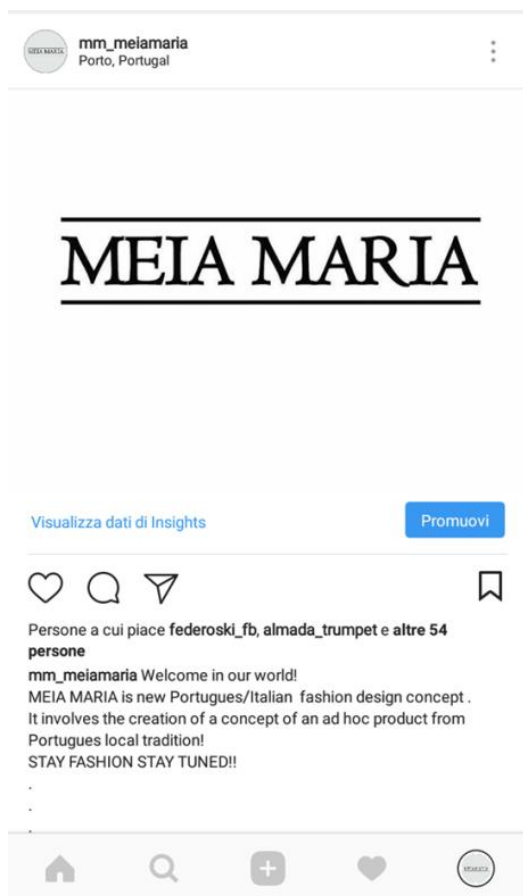 mm_meiamaria
Porto, Portugal
MEIA MARIA
Visualizza dati di Insights
Promuovi
Persone a cui piace federoski_fb, almada_trumpet e altre 54
persone
mm_meiamaria Welcome in our world!
MEIA MARIA is new Portugues/Italian fashion design concept .
It involves the creation of a concept of an ad hoc product from
Portugues local tradition!
STAY FASHION STAY TUNED!!
.
.
.